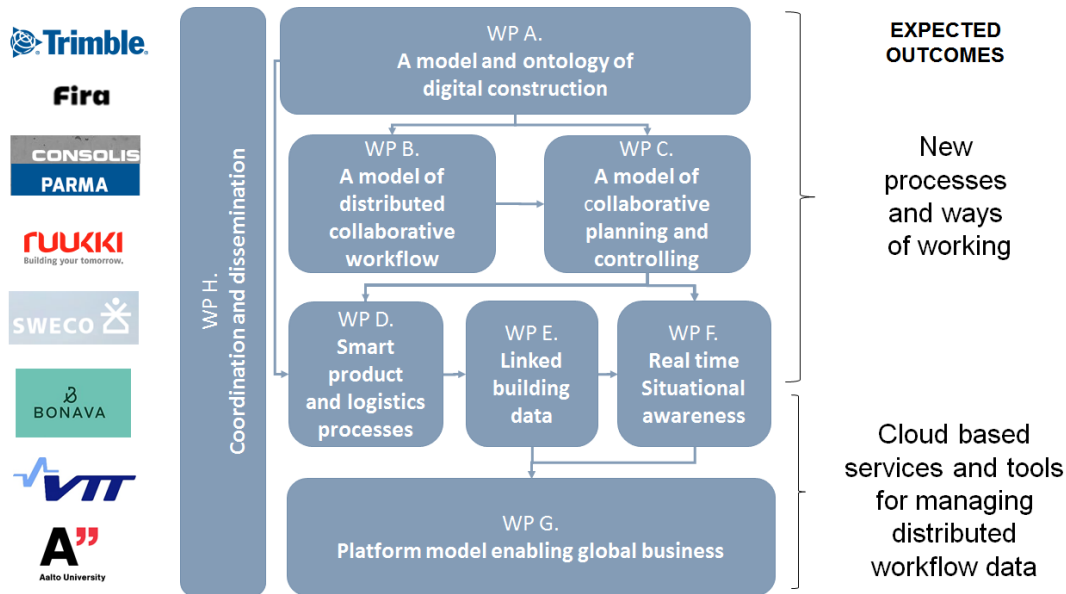 Trimble
Fira
CONSOLIS
PARMA
RUUKKI
Building your tomorrow.
SWECO
BONAVA
VTT
A”
Aalto University
WP H.
Coordination and dissemination
WP A.
A model and ontology of
digital construction
WP B.
A model of
distributed
collaborative
workflow
WP C.
A model of
collaborative
planning and
controlling
WP D.
Smart
product
and logistics
processes
WP E.
Linked
building
data
WP F.
Real time
Situational
awareness
WP G.
Platform model enabling global business
EXPECTED
OUTCOMES
New
processes
and ways
of working
Cloud based
services and tools
for managing
distributed
workflow data